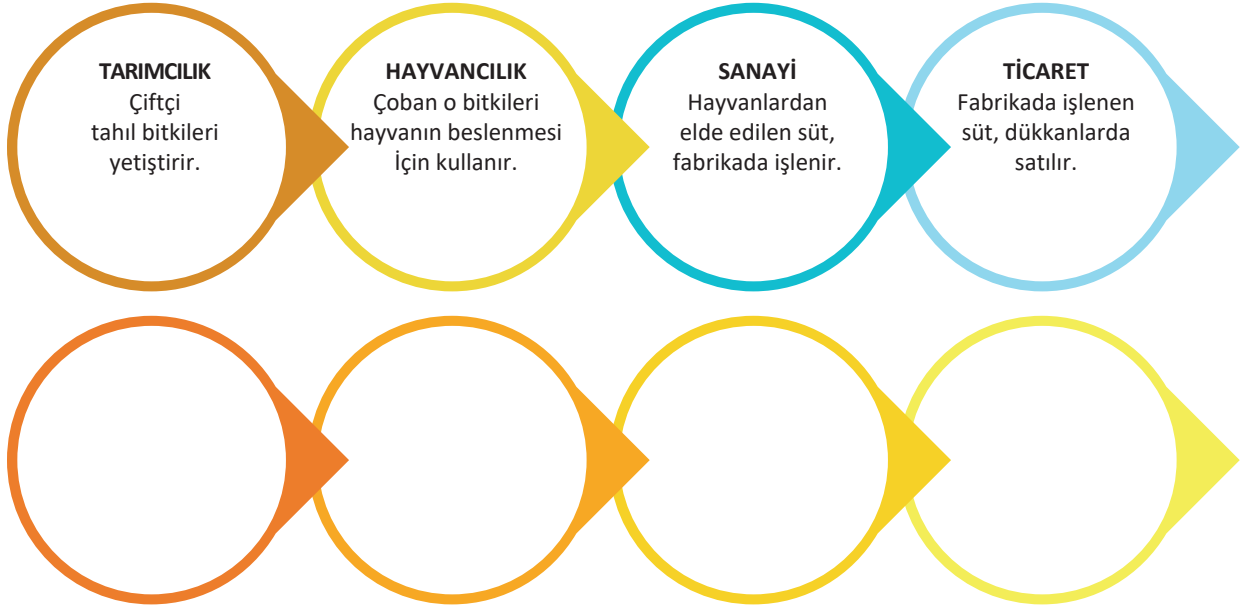 TARIMCILIK
Çiftçi
tahıl bitkileri
yetiştirir.
HAYVANCILIK
Çoban o bitkileri
hayvanın beslenmesi
İçin kullanır.
SANAYİ
Hayvanlardan
elde edilen süt,
fabrikada işlenir.
TİCARET
Fabrikada işlenen
süt, dükkanlarda
satılır.